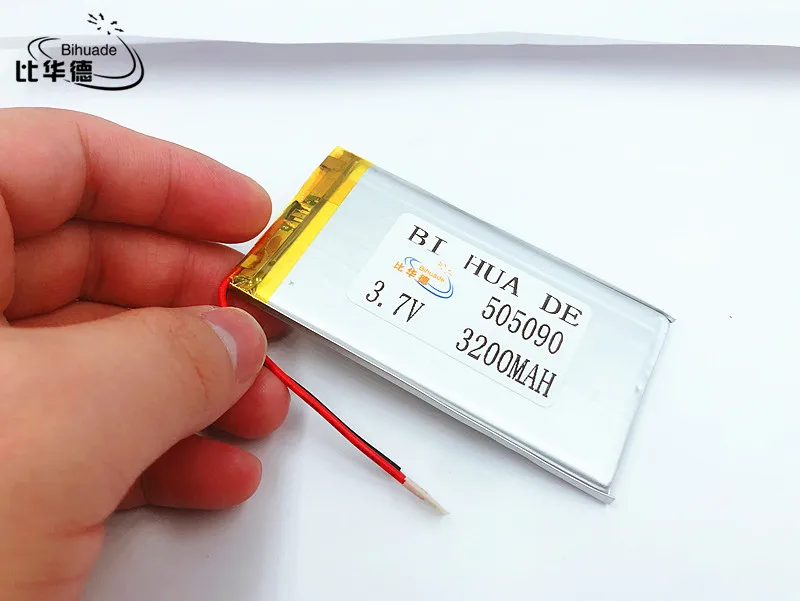 Bihuade
比华德
BI HUA DE
比华德 Bihuade
505090
3.7V 3200MAH